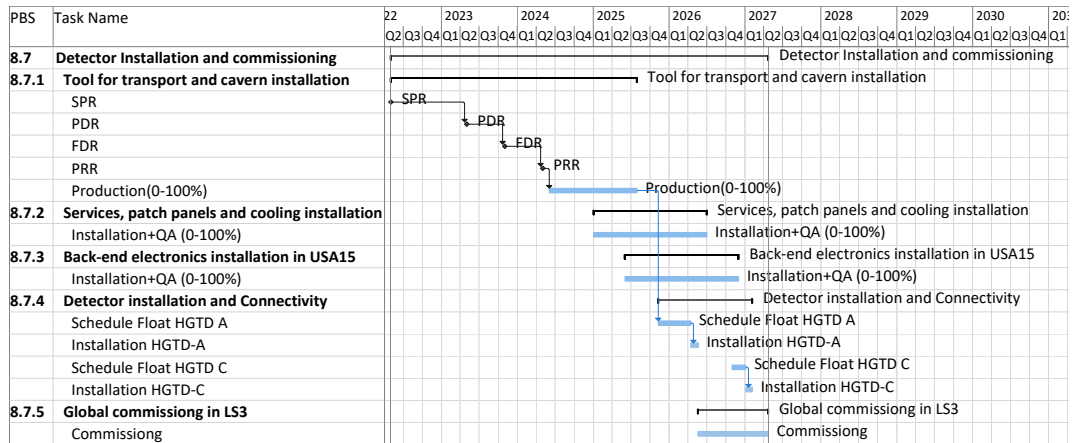 PBS Task Name 22 2023 2024 2025 2026 2027 2028 2029 2030 203
Q2 Q3 Q4 Q1 Q2 Q3 Q4 Q1 Q2 Q3 Q4 Q1 Q2 Q3 Q4 Q1 Q2 Q3 Q4 Q1 Q2 Q3 Q4 Q1 Q2 Q3 Q4 Q1 Q2 Q3 Q4 Q1 Q2 Q3 Q4 Q1
8.7 Detector Installation and commissioning Detector Installation and commissioning
8.7.1 Tool for transport and cavern installation Tool for transport and cavern installation
SPR SPR
PDR PDR
FDR FDR
PRR PRR
Production(0-100%) Production(0-100%)
8.7.2 Services, patch panels and cooling installation Services, patch panels and cooling installation
Installation+QA (0-100%) Installation+QA (0-100%)
8.7.3 Back-end electronics installation in USA15 Back-end electronics installation in USA15
Installation+QA (0-100%) Installation+QA (0-100%)
8.7.4 Detector installation and Connectivity Detector installation and Connectivity
Schedule Float HGTD A Schedule Float HGTD A
Installation HGTD-A Installation HGTD-A
Schedule Float HGTD C Schedule Float HGTD C
Installation HGTD-C Installation HGTD-C
8.7.5 Global commissiong in LS3 Global commissiong in LS3
Commissiong Commissiong